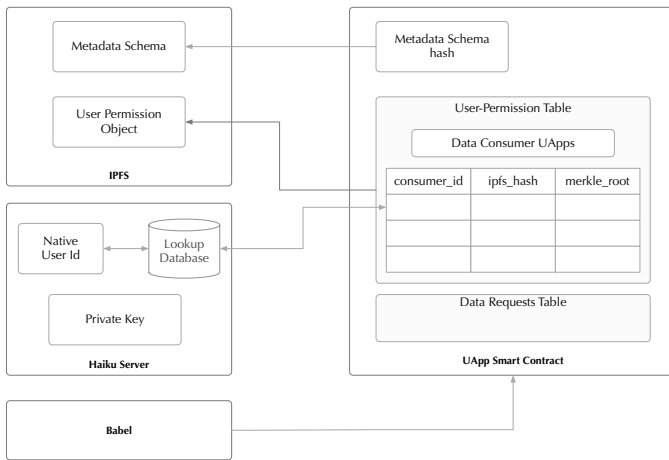 Metadata Schema
User Permission
Object
IPFS
Native
User Id
Lookup
Database
Private Key
Haiku Server
Babel
Metadata Schema
hash
User-Permission Table
Data Consumer UApps
consumer_id ipfs_hash merkle_root
Data Requests Table
UApp Smart Contract